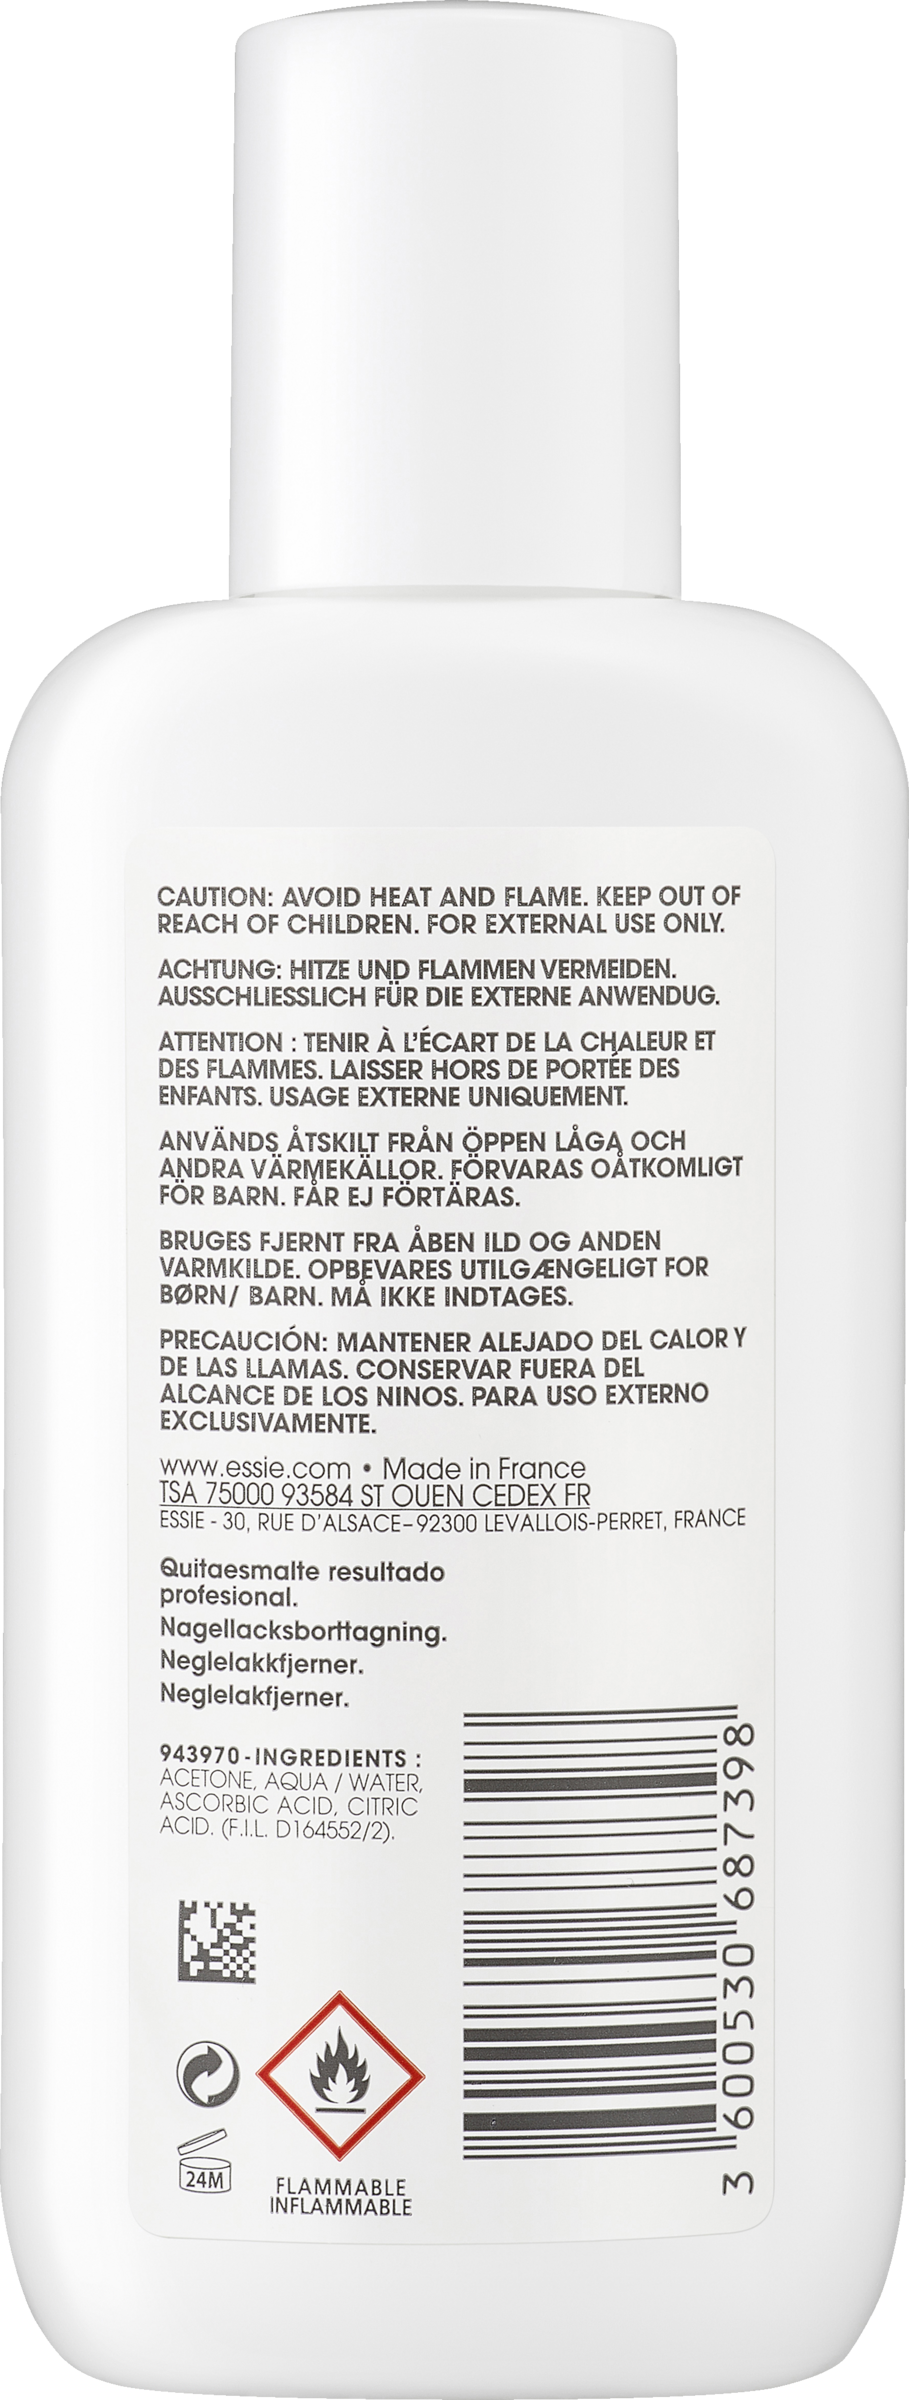 CAUTION: AVOID HEAT AND FLAME. KEEP OUT OF
REACH OF CHILDREN. FOR EXTERNAL USE ONLY.
ACHTUNG: HITZE UND FLAMMEN VERMEIDEN.
AUSSCHLIESSLICH FÜR DIE EXTERNE ANWENDUG.
ATTENTION : TENIR À L'ÉCART DE LA CHALEUR ET
DES FLAMMES. LAISSER HORS DE PORTÉE DES
ENFANTS. USAGE EXTERNE UNIQUEMENT.
ANVÄNDS ÅTSKILT FRÅN ÖPPEN LÅGA OCH
ANDRA VÄRMEKÄLLOR. FÖRVARAS OÅTKOMLIGT
FÖR BARN. FÅR EJ FÖRTÄRAS.
BRUGES FJERNT FRA ÅBEN ILD OG ANDEN
VARMKILDE. OPBEVARES UTILGÆNGELIGT FOR
BØRN/ BARN. MÅ IKKE INDTAGES.
PRECAUCIÓN: MANTENER ALEJADO DEL CALOR Y
DE LAS LLAMAS. CONSERVAR FUERA DEL
ALCANCE DE LOS NINOS. PARA USO EXTERNO
EXCLUSIVAMENTE.
www.essie.com • Made in France
TSA 75000 93584 ST OUEN CEDEX FR
ESSIE - 30, RUE D'ALSACE–92300 LEVALLOIS-PERRET, FRANCE
Quitaesmalte resultado
profesional.
Nagellacksborttagning.
Neglelakkfjerner.
Neglelakfjerner.
943970-INGREDIENTS :
ACETONE, AQUA / WATER,
ASCORBIC ACID, CITRIC
ACID. (F.I.L. D164552/2).
3 600530 687398
24M
FLAMMABLE
INFLAMMABLE